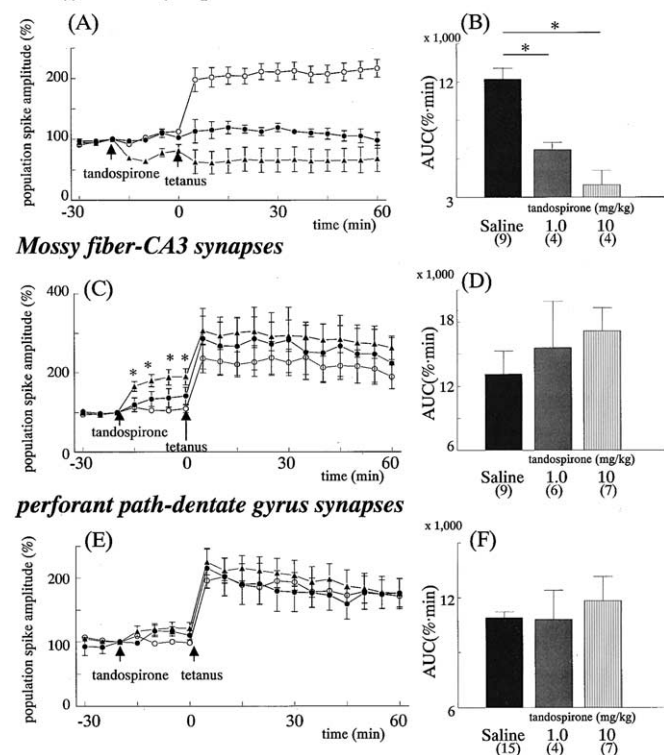 (A)
population spike amplitude (%)
200
100
0
tandospirone
tetanus
-30 0 30 60
time (min)
(B)
x 1,000
AUC(%·min)
12
3
* *
tandospirone (mg/kg)
Saline 1.0 10
(9) (4) (4)
Mossy fiber-CA3 synapses
(C)
population spike amplitude (%)
400
200
0
* * * *
tandospirone
tetanus
-30 0 30 60
time (min)
(D)
x 1,000
AUC(%·min)
18
12
6
tandospirone (mg/kg)
Saline 1.0 10
(9) (6) (7)
perforant path-dentate gyrus synapses
(E)
population spike amplitude (%)
200
100
0
tandospirone
tetanus
-30 0 30 60
time (min)
(F)
x 1,000
AUC(%·min)
12
6
tandospirone (mg/kg)
Saline 1.0 10
(15) (4) (7)